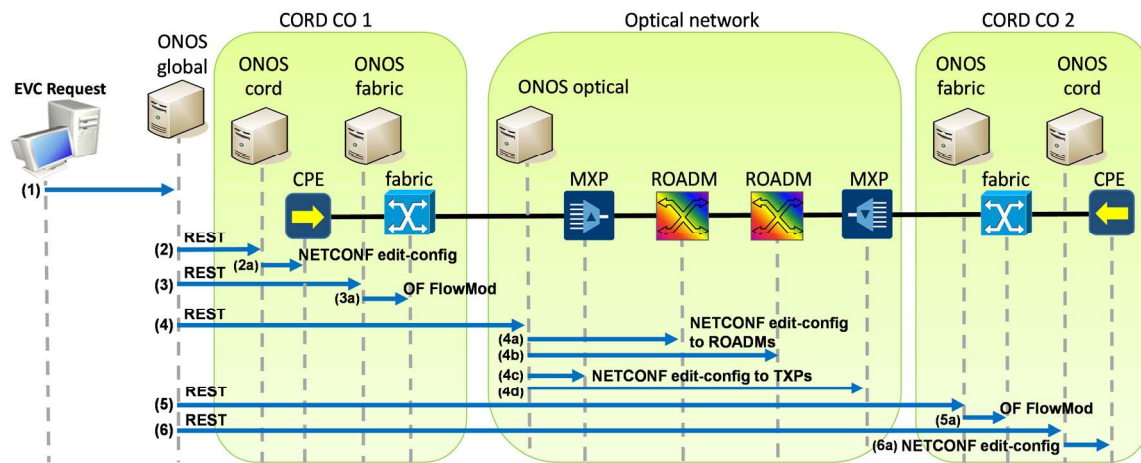 CORD CO 1
Optical network
CORD CO 2
ONOS
global
ONOS
cord
ONOS
fabric
ONOS optical
ONOS
fabric
ONOS
cord
EVC Request
CPE
fabric
MXP
ROADM
ROADM
MXP
fabric
CPE
(1)
(2) REST
(2a) NETCONF edit-config
(3) REST
(3a) OF FlowMod
(4) REST
(4a) NETCONF edit-config
to ROADMs
(4b)
(4c) NETCONF edit-config to TXPs
(4d)
(5) REST
(5a) OF FlowMod
(6) REST
(6a) NETCONF edit-config